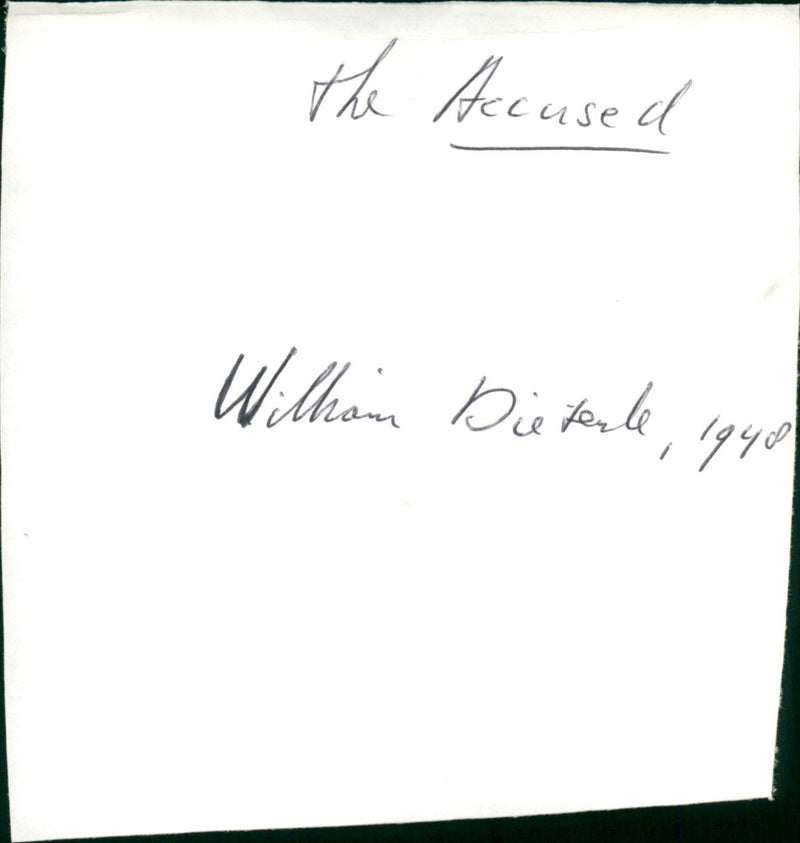 the Accused
William Dieterle, 1948